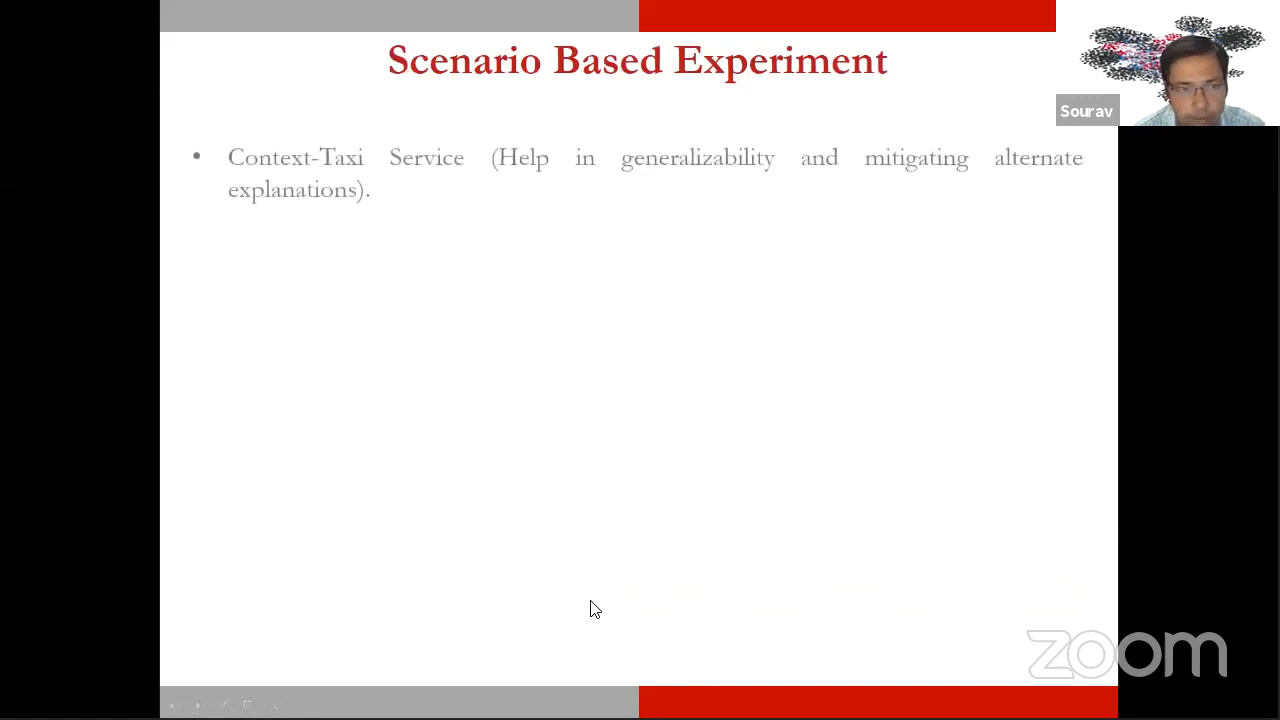 Scenario Based Experiment
Sourav
• Context-Taxi Service (Help in generalizability and mitigating alternate
explanations).
zoom